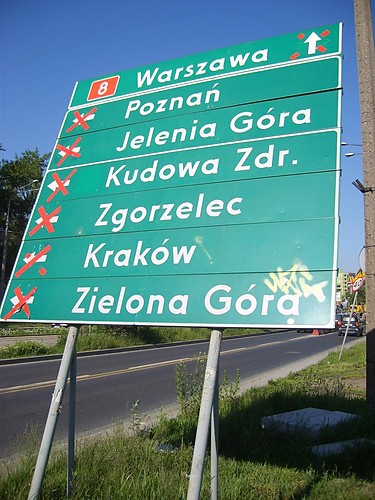 8 Warszawa
Poznań
Jelenia Góra
Kudowa Zdr.
Zgorzelec
Kraków
Zielona Góra